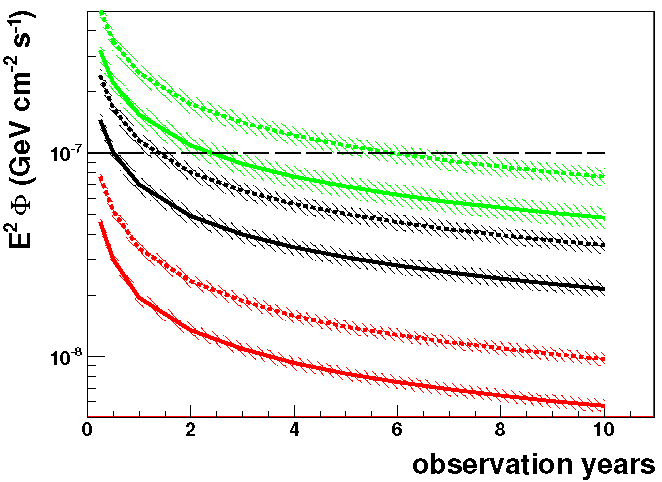 E² Φ (GeV cm⁻² s⁻¹)
10⁻⁷
10⁻⁸
0 2 4 6 8 10
observation years